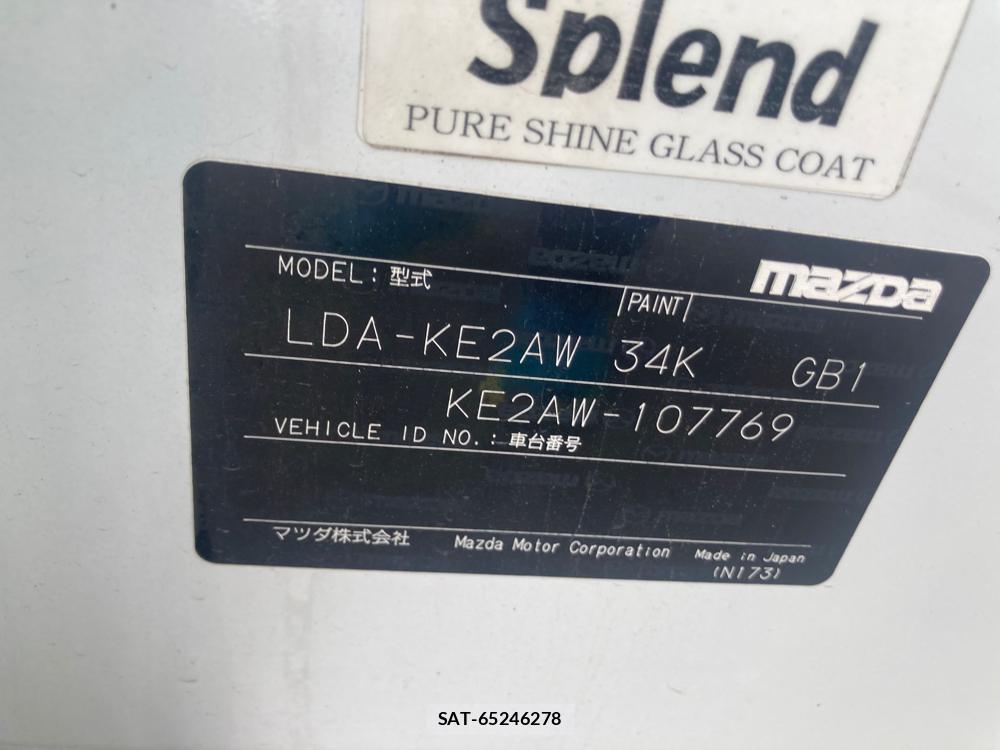 Splend
PURE SHINE GLASS COAT
mazda
MODEL : 型式
PAINT
LDA-KE2AW 34K GB1
KE2AW-107769
VEHICLE ID NO. : 車台番号
マツダ株式会社 Mazda Motor Corporation Made in Japan
(N173)
SAT-65246278